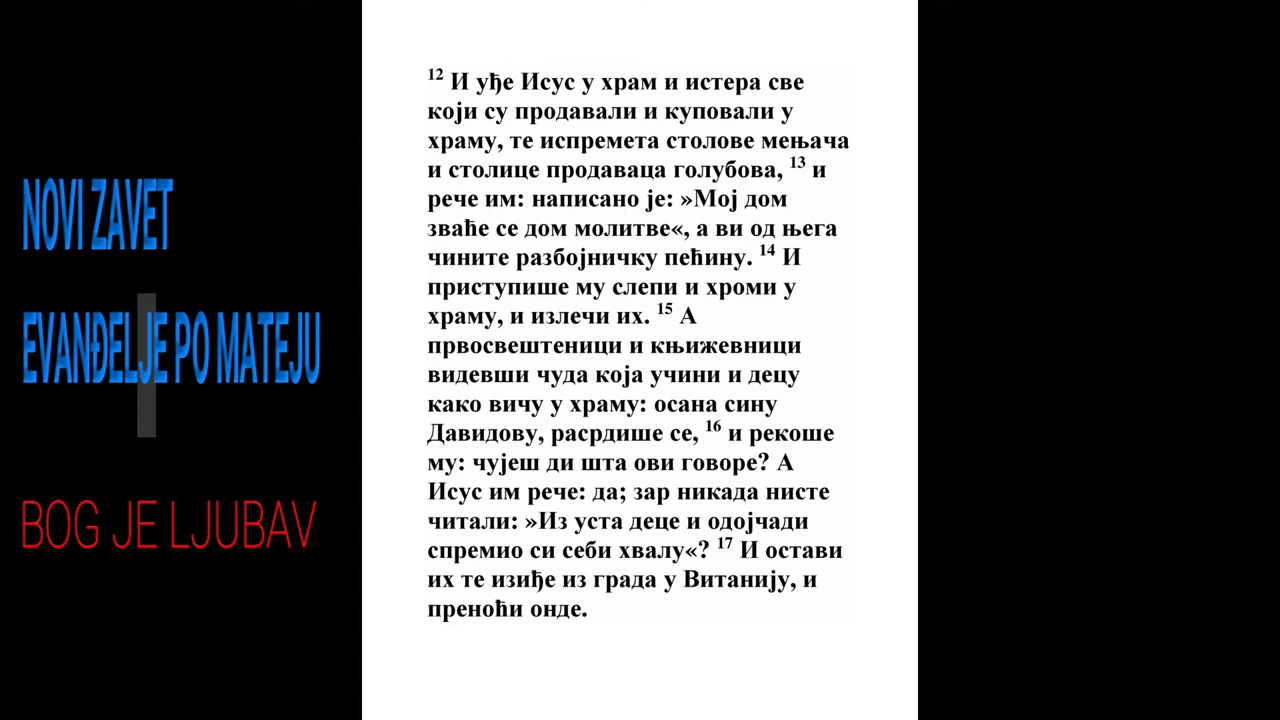 NOVI ZAVET
EVANĐELJE PO MATEJU
BOG JE LJUBAV
12 И уђе Исус у храм и истера све
који су продавали и куповали у
храму, те испремета столове мењача
и столице продаваца голубова, 13 и
рече им: написано је: »Мој дом
зваће се дом молитве«, а ви од њега
чините разбојничку пећину. 14 И
приступише му слепи и хроми у
храму, и излечи их. 15 А
првосвештеници и књижевници
видевши чуда која учини и децу
како вичу у храму: осана сину
Давидову, расрдише се, 16 и рекоше
му: чујеш ди шта ови говоре? А
Исус им рече: да; зар никада нисте
читали: »Из уста деце и одојчади
спремио си себи хвалу«? 17 И остави
их те изиђе из града у Витанију, и
преноћи онде.